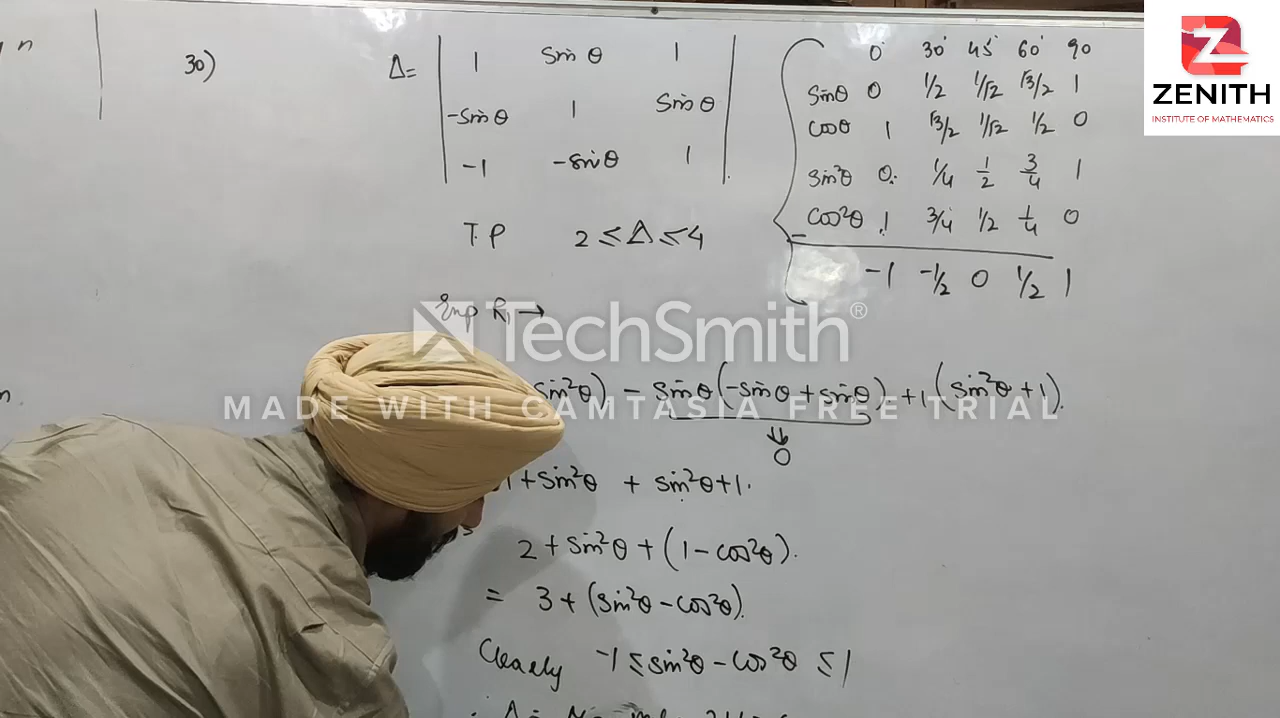 n
30)
Δ=
1 Sin θ 1
-Sin θ 1 Sin θ
-1 -Sin θ 1
T.P 2 ≤ Δ ≤ 4
0° 30° 45° 60° 90
Sinθ 0 1/2 1/√2 √3/2 1
Cosθ 1 √3/2 1/√2 1/2 0
Sin²θ 0 1/4 1/2 3/4 1
Cos²θ 1 3/4 1/2 1/4 0
-1 -1/2 0 1/2 1
ZENITH
INSTITUTE OF MATHEMATICS
Exp R₁ →
TechSmith®
MADE WITH CAMTASIA FREE TRIAL
Sin²θ) - Sinθ(-Sinθ + Sinθ) + 1(Sin²θ + 1).
0
1 + Sin²θ + Sin²θ + 1.
2 + Sin²θ + (1 - Cos²θ).
= 3 + (Sin²θ - Cos²θ).
Clearly -1 ≤ Sin²θ - Cos²θ ≤ 1